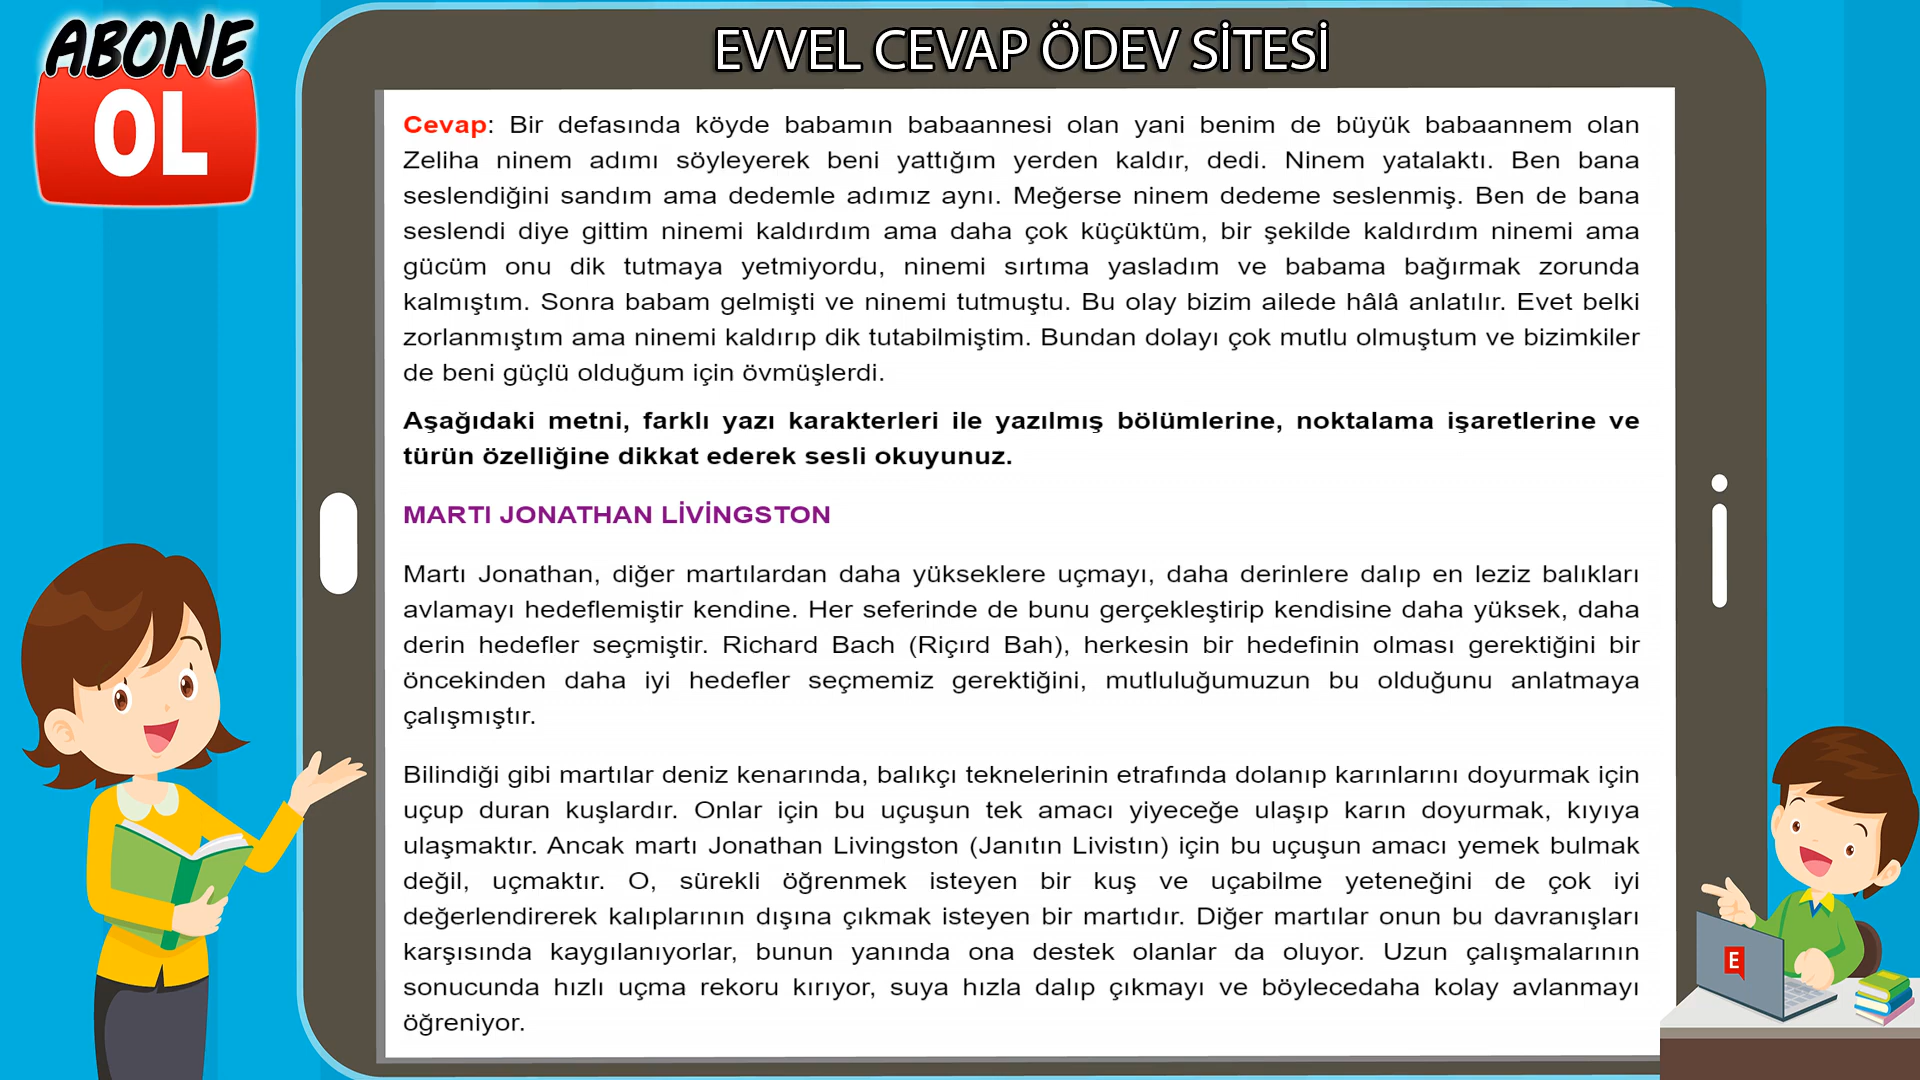 ABONE
OL
EVVEL CEVAP ÖDEV SİTESİ
Cevap: Bir defasında köyde babamın babaannesi olan yani benim de büyük babaannem olan
Zeliha ninem adımı söyleyerek beni yattığım yerden kaldır, dedi. Ninem yatalaktı. Ben bana
seslendiğini sandım ama dedemle adımız aynı. Meğerse ninem dedeme seslenmiş. Ben de bana
seslendi diye gittim ninemi kaldırdım ama daha çok küçüktüm, bir şekilde kaldırdım ninemi ama
gücüm onu dik tutmaya yetmiyordu, ninemi sırtıma yasladım ve babama bağırmak zorunda
kalmıştım. Sonra babam gelmişti ve ninemi tutmuştu. Bu olay bizim ailede hâlâ anlatılır. Evet belki
zorlanmıştım ama ninemi kaldırıp dik tutabilmiştim. Bundan dolayı çok mutlu olmuştum ve bizimkiler
de beni güçlü olduğum için övmüşlerdi.
Aşağıdaki metni, farklı yazı karakterleri ile yazılmış bölümlerine, noktalama işaretlerine ve
türün özelliğine dikkat ederek sesli okuyunuz.
MARTI JONATHAN LİVİNGSTON
Martı Jonathan, diğer martılardan daha yükseklere uçmayı, daha derinlere dalıp en leziz balıkları
avlamayı hedeflemiştir kendine. Her seferinde de bunu gerçekleştirip kendisine daha yüksek, daha
derin hedefler seçmiştir. Richard Bach (Riçırd Bah), herkesin bir hedefinin olması gerektiğini bir
öncekinden daha iyi hedefler seçmemiz gerektiğini, mutluluğumuzun bu olduğunu anlatmaya
çalışmıştır.
Bilindiği gibi martılar deniz kenarında, balıkçı teknelerinin etrafında dolanıp karınlarını doyurmak için
uçup duran kuşlardır. Onlar için bu uçuşun tek amacı yiyeceğe ulaşıp karın doyurmak, kıyıya
ulaşmaktır. Ancak martı Jonathan Livingston (Janıtın Livistın) için bu uçuşun amacı yemek bulmak
değil, uçmaktır. O, sürekli öğrenmek isteyen bir kuş ve uçabilme yeteneğini de çok iyi
değerlendirerek kalıplarının dışına çıkmak isteyen bir martıdır. Diğer martılar onun bu davranışları
karşısında kaygılanıyorlar, bunun yanında ona destek olanlar da oluyor. Uzun çalışmalarının
sonucunda hızlı uçma rekoru kırıyor, suya hızla dalıp çıkmayı ve böylecedaha kolay avlanmayı
öğreniyor.
E